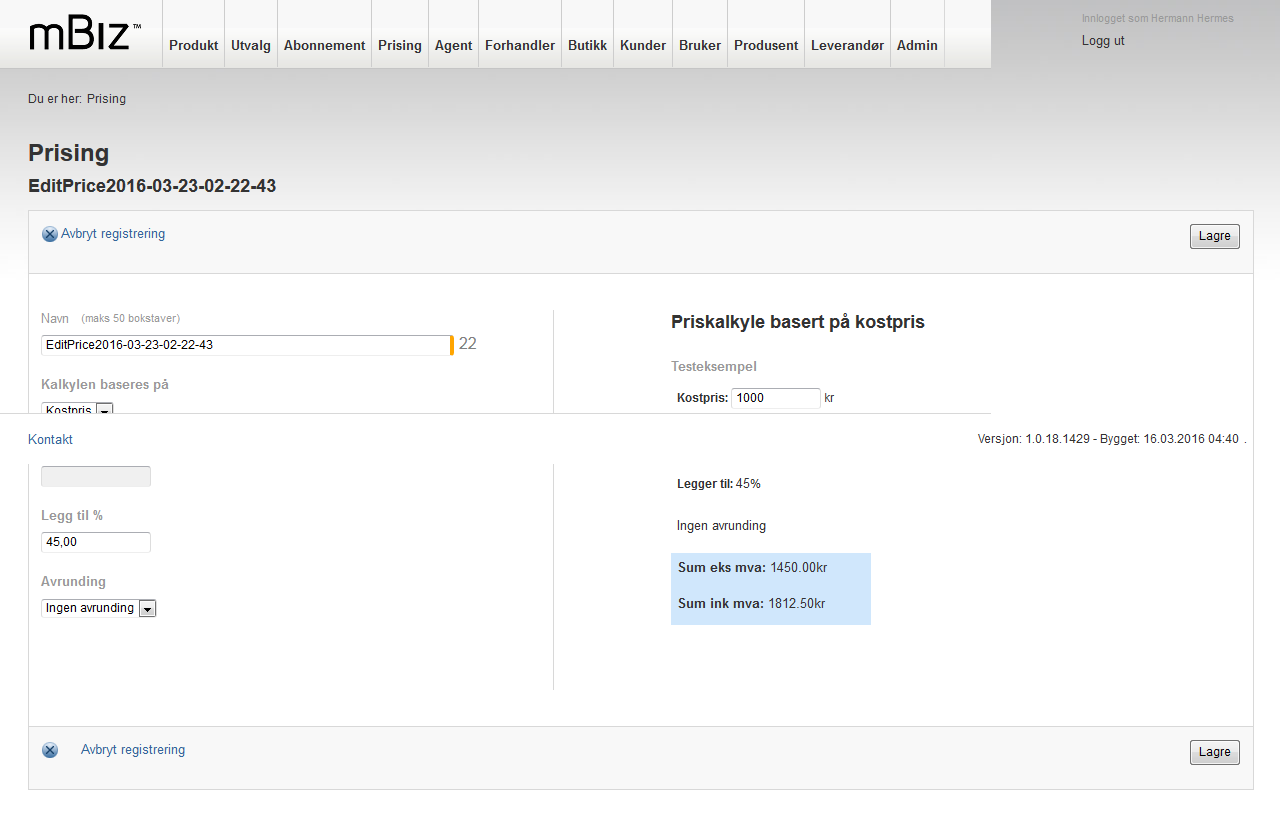 mBIZ™
Produkt Utvalg Abonnement Prising Agent Forhandler Butikk Kunder Bruker Produsent Leverandør Admin
Innlogget som Hermann Hermes
Logg ut
Du er her: Prising
Prising
EditPrice2016-03-23-02-22-43
Avbryt registrering
Lagre
Navn (maks 50 bokstaver)
EditPrice2016-03-23-02-22-43 22
Kalkylen baseres på
Kostpris
Priskalkyle basert på kostpris
Testeksempel
Kostpris: 1000 kr
Kontakt
Versjon: 1.0.18.1429 - Bygget: 16.03.2016 04:40 .
Legg til %
45,00
Avrunding
Ingen avrunding
Legger til: 45%
Ingen avrunding
Sum eks mva: 1450.00kr
Sum ink mva: 1812.50kr
Avbryt registrering
Lagre